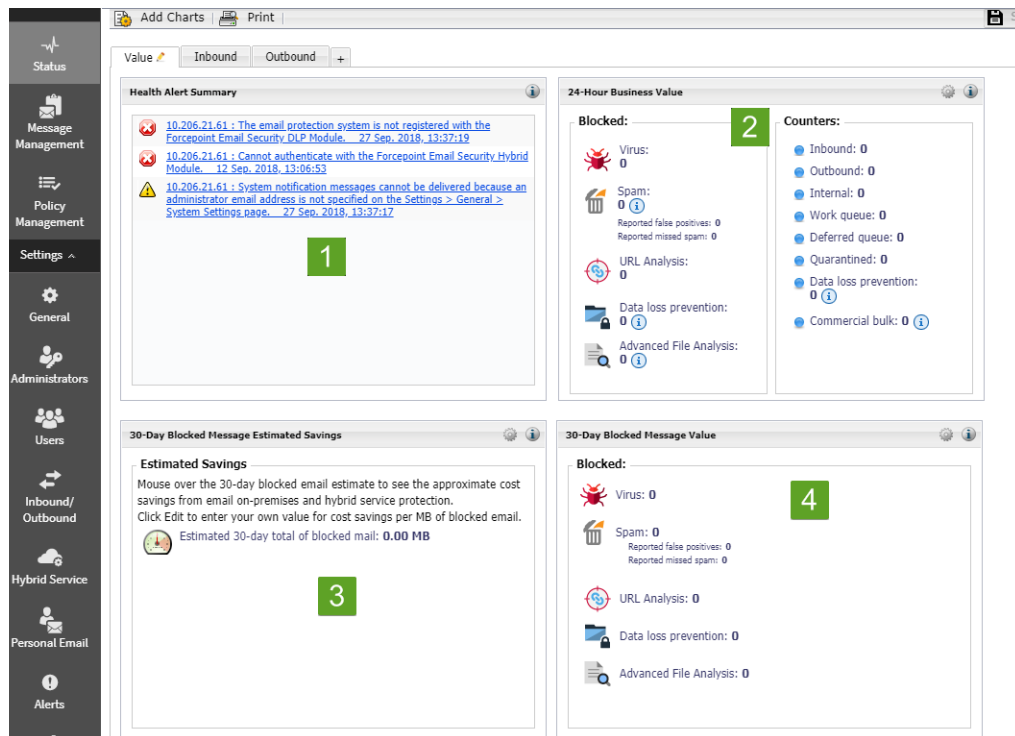 Add Charts | Print |
S
Value
Inbound
Outbound
+
Status
Message
Management
Policy
Management
Settings
General
Administrators
Users
Inbound/
Outbound
Hybrid Service
Personal Email
Alerts
Health Alert Summary
10.206.21.61 : The email protection system is not registered with the
Forcepoint Email Security DLP Module. 27 Sep. 2018, 13:37:19
10.206.21.61 : Cannot authenticate with the Forcepoint Email Security Hybrid
Module. 12 Sep. 2018, 13:06:53
10.206.21.61 : System notification messages cannot be delivered because an
administrator email address is not specified on the Settings > General >
System Settings page. 27 Sep. 2018, 13:37:17
1
24-Hour Business Value
Blocked:
2
Virus:
0
Spam:
0
Reported false positives: 0
Reported missed spam: 0
URL Analysis:
0
Data loss prevention:
0
Advanced File Analysis:
0
Counters:
Inbound: 0
Outbound: 0
Internal: 0
Work queue: 0
Deferred queue: 0
Quarantined: 0
Data loss prevention:
0
Commercial bulk: 0
30-Day Blocked Message Estimated Savings
Estimated Savings
Mouse over the 30-day blocked email estimate to see the approximate cost
savings from email on-premises and hybrid service protection.
Click Edit to enter your own value for cost savings per MB of blocked email.
Estimated 30-day total of blocked mail: 0.00 MB
3
30-Day Blocked Message Value
Blocked:
4
Virus: 0
Spam: 0
Reported false positives: 0
Reported missed spam: 0
URL Analysis: 0
Data loss prevention: 0
Advanced File Analysis: 0